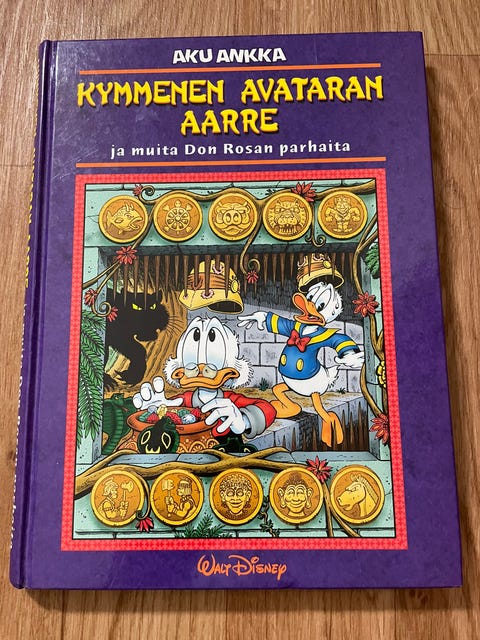 AKU ANKKA
KYMMENEN AVATARAN
AARRE
ja muita Don Rosan parhaita
WALT DISNEY